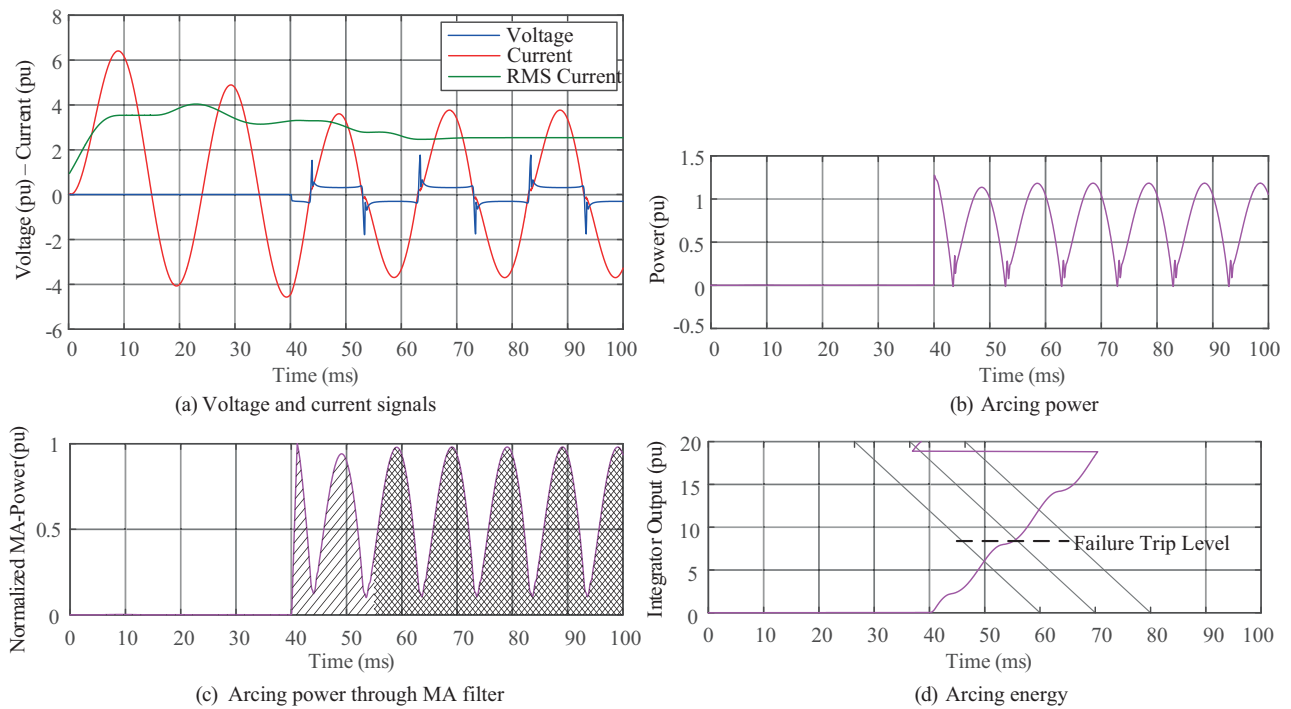 Voltage (pu) – Current (pu)
8
6
4
2
0
-2
-4
-6
Voltage
Current
RMS Current
0 10 20 30 40 50 60 70 80 90 100
Time (ms)
(a) Voltage and current signals
Power(pu)
1.5
1
0.5
0
-0.5
0 10 20 30 40 50 60 70 80 90 100
Time (ms)
(b) Arcing power
Normalized MA-Power(pu)
1
0.5
0
0 10 20 30 40 50 60 70 80 90 100
Time (ms)
(c) Arcing power through MA filter
Integrator Output (pu)
20
15
10
5
0
Failure Trip Level
0 10 20 30 40 50 60 70 80 90 100
Time (ms)
(d) Arcing energy